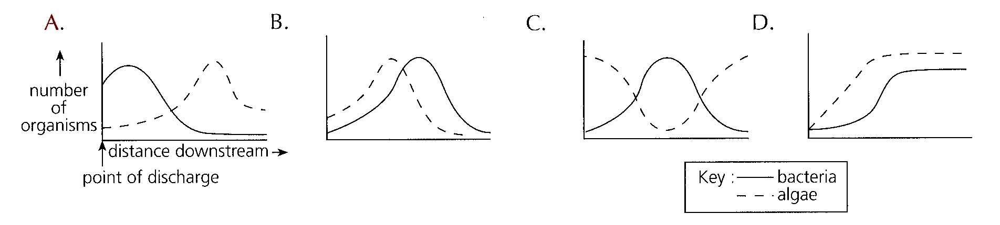 A.
B.
C.
D.
number
of
organisms
distance downstream
point of discharge
Key : bacteria
algae